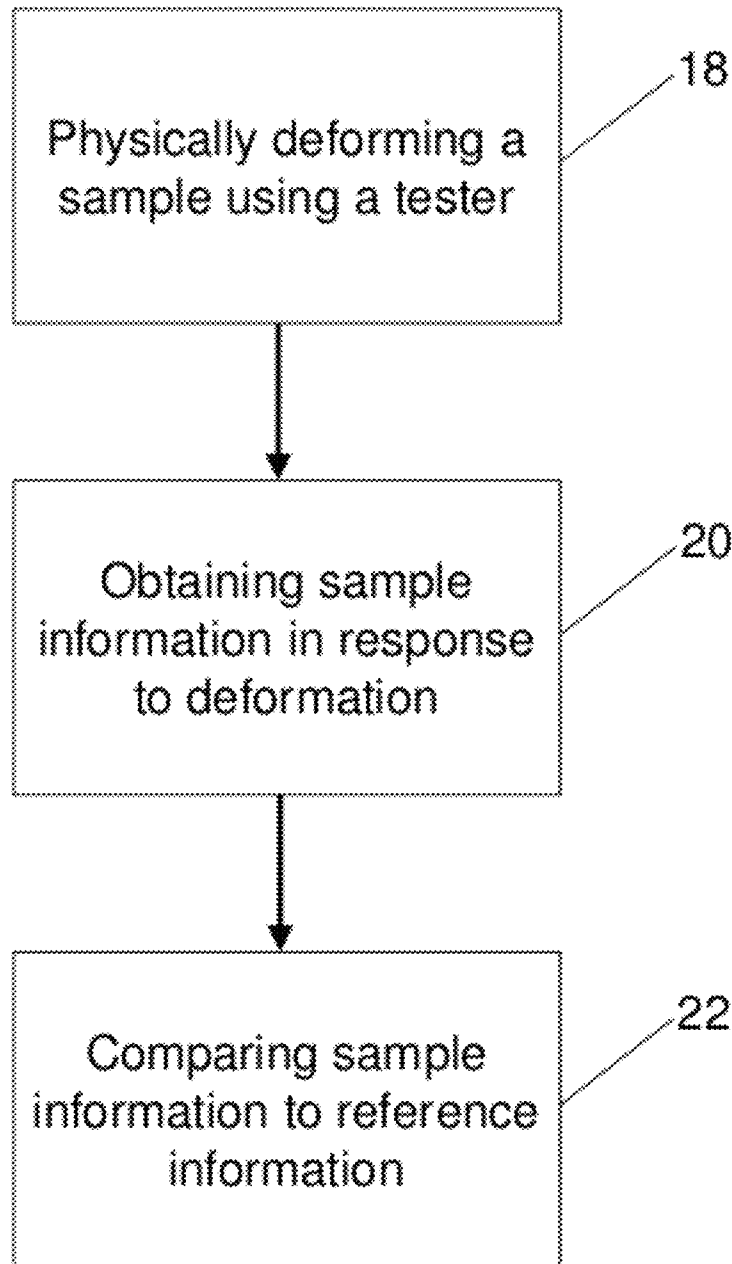 Physically deforming a
sample using a tester
18
Obtaining sample
information in response
to deformation
20
Comparing sample
information to reference
information
22